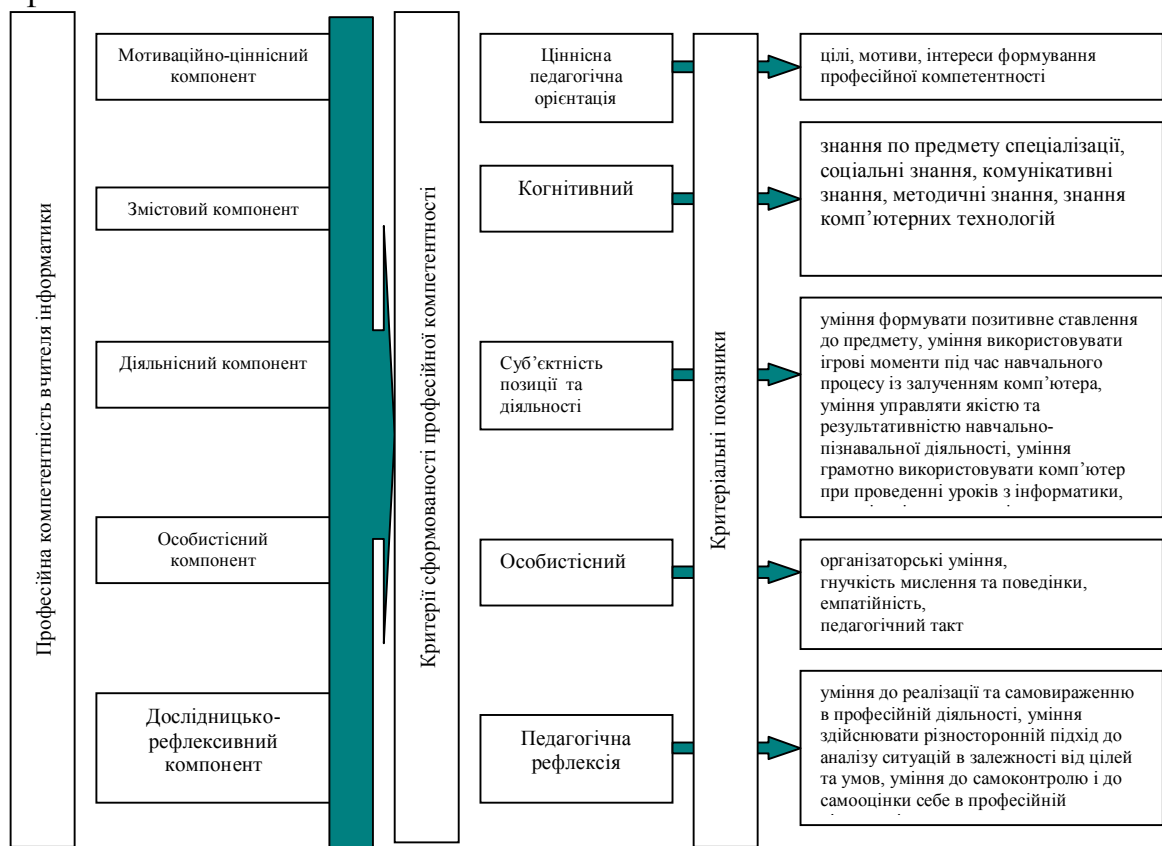 Професійна компетентність вчителя інформатики
Мотиваційно-ціннісний
компонент
Змістовий компонент
Діяльнісний компонент
Особистісний
компонент
Дослідницько-
рефлексивний
компонент
Критерії сформованості професійної компетентності
Ціннісна
педагогічна
орієнтація
Когнітивний
Суб’єктність
позиції та
діяльності
Особистісний
Педагогічна
рефлексія
Критеріальні показники
цілі, мотиви, інтереси формування
професійної компетентності
знання по предмету спеціалізації,
соціальні знання, комунікативні
знання, методичні знання, знання
комп’ютерних технологій
уміння формувати позитивне ставлення
до предмету, уміння використовувати
ігрові моменти під час навчального
процесу із залученням комп’ютера,
уміння управляти якістю та
результативністю навчально-
пізнавальної діяльності, уміння
грамотно використовувати комп’ютер
при проведенні уроків з інформатики,
організаторські уміння,
гнучкість мислення та поведінки,
емпатійність,
педагогічний такт
уміння до реалізації та самовираженню
в професійній діяльності, уміння
здійснювати різносторонній підхід до
аналізу ситуацій в залежності від цілей
та умов, уміння до самоконтролю і до
самооцінки себе в професійній